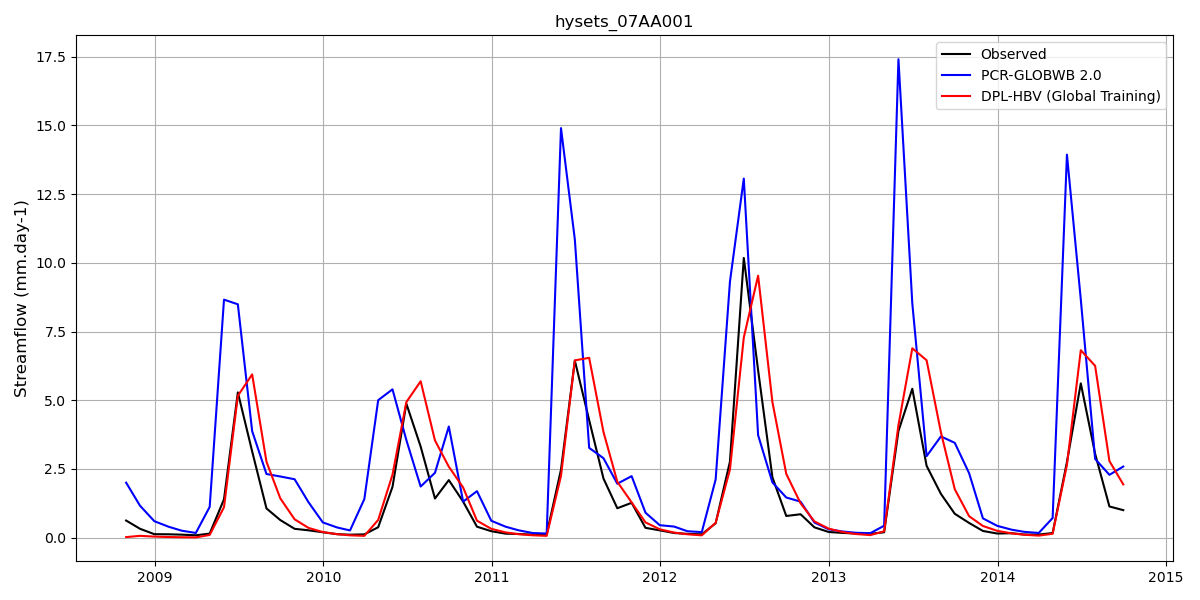 hysets_07AA001
Streamflow (mm.day-1)
17.5
15.0
12.5
10.0
7.5
5.0
2.5
0.0
Observed
PCR-GLOBWB 2.0
DPL-HBV (Global Training)
2009 2010 2011 2012 2013 2014 2015